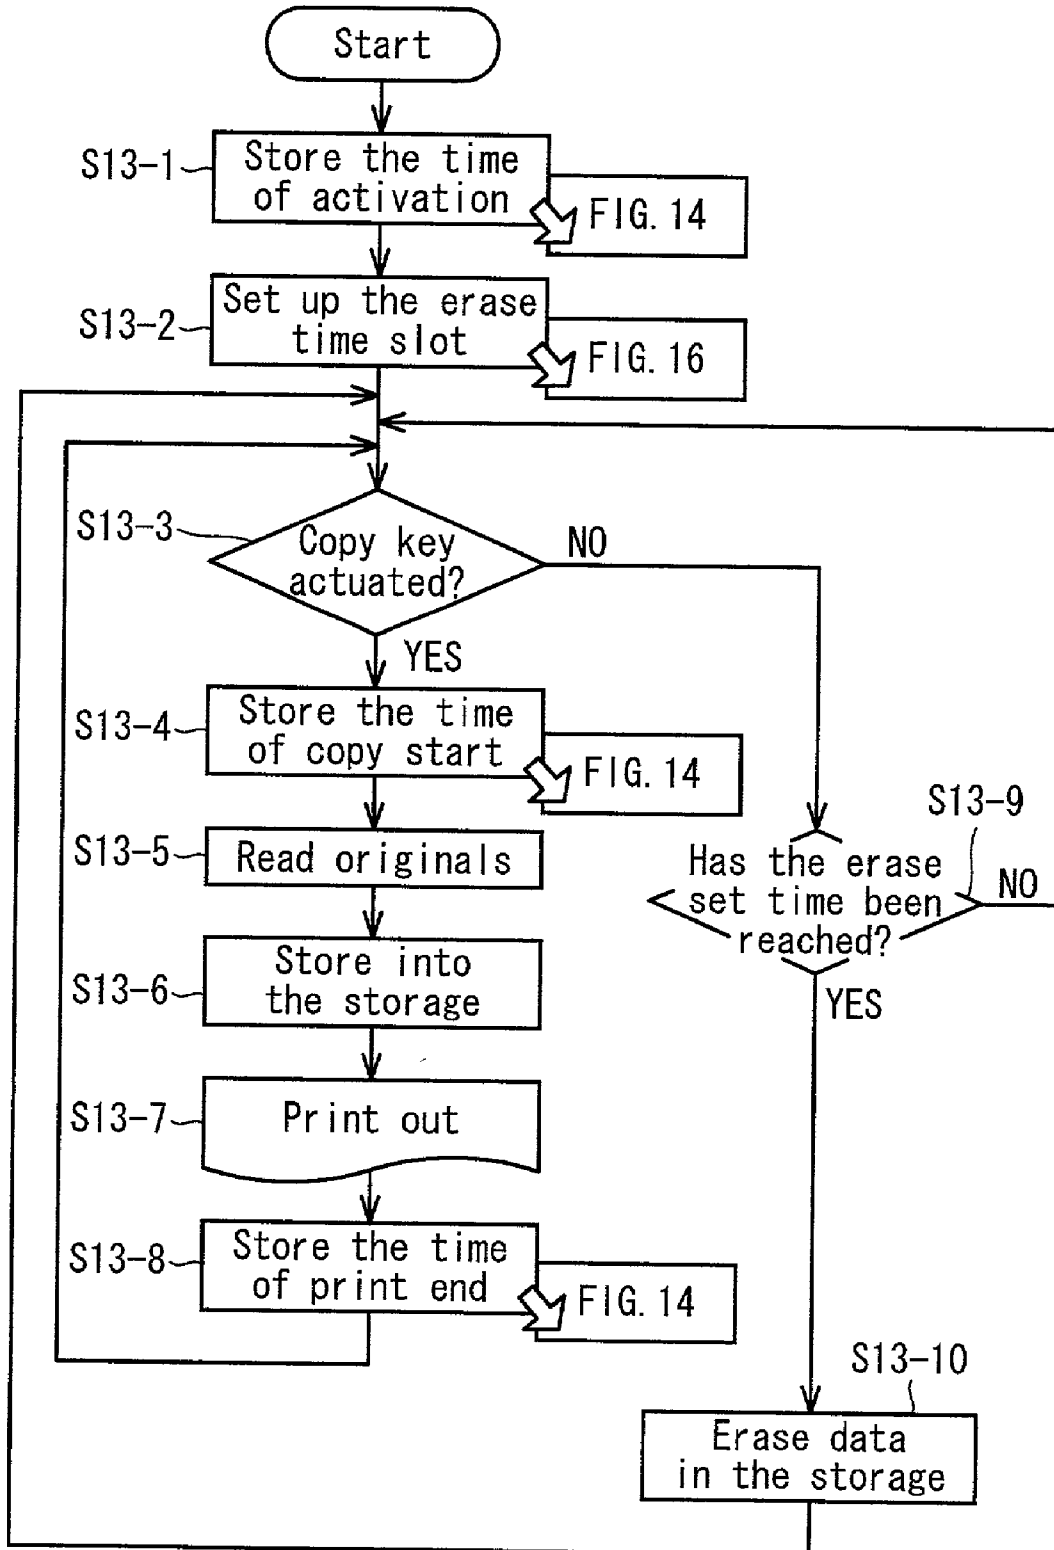 Start
S13-1
Store the time
of activation
FIG. 14
S13-2
Set up the erase
time slot
FIG. 16
S13-3
Copy key
actuated?
NO
YES
S13-4
Store the time
of copy start
FIG. 14
S13-5
Read originals
S13-6
Store into
the storage
S13-7
Print out
S13-8
Store the time
of print end
FIG. 14
S13-9
Has the erase
set time been
reached?
NO
YES
S13-10
Erase data
in the storage